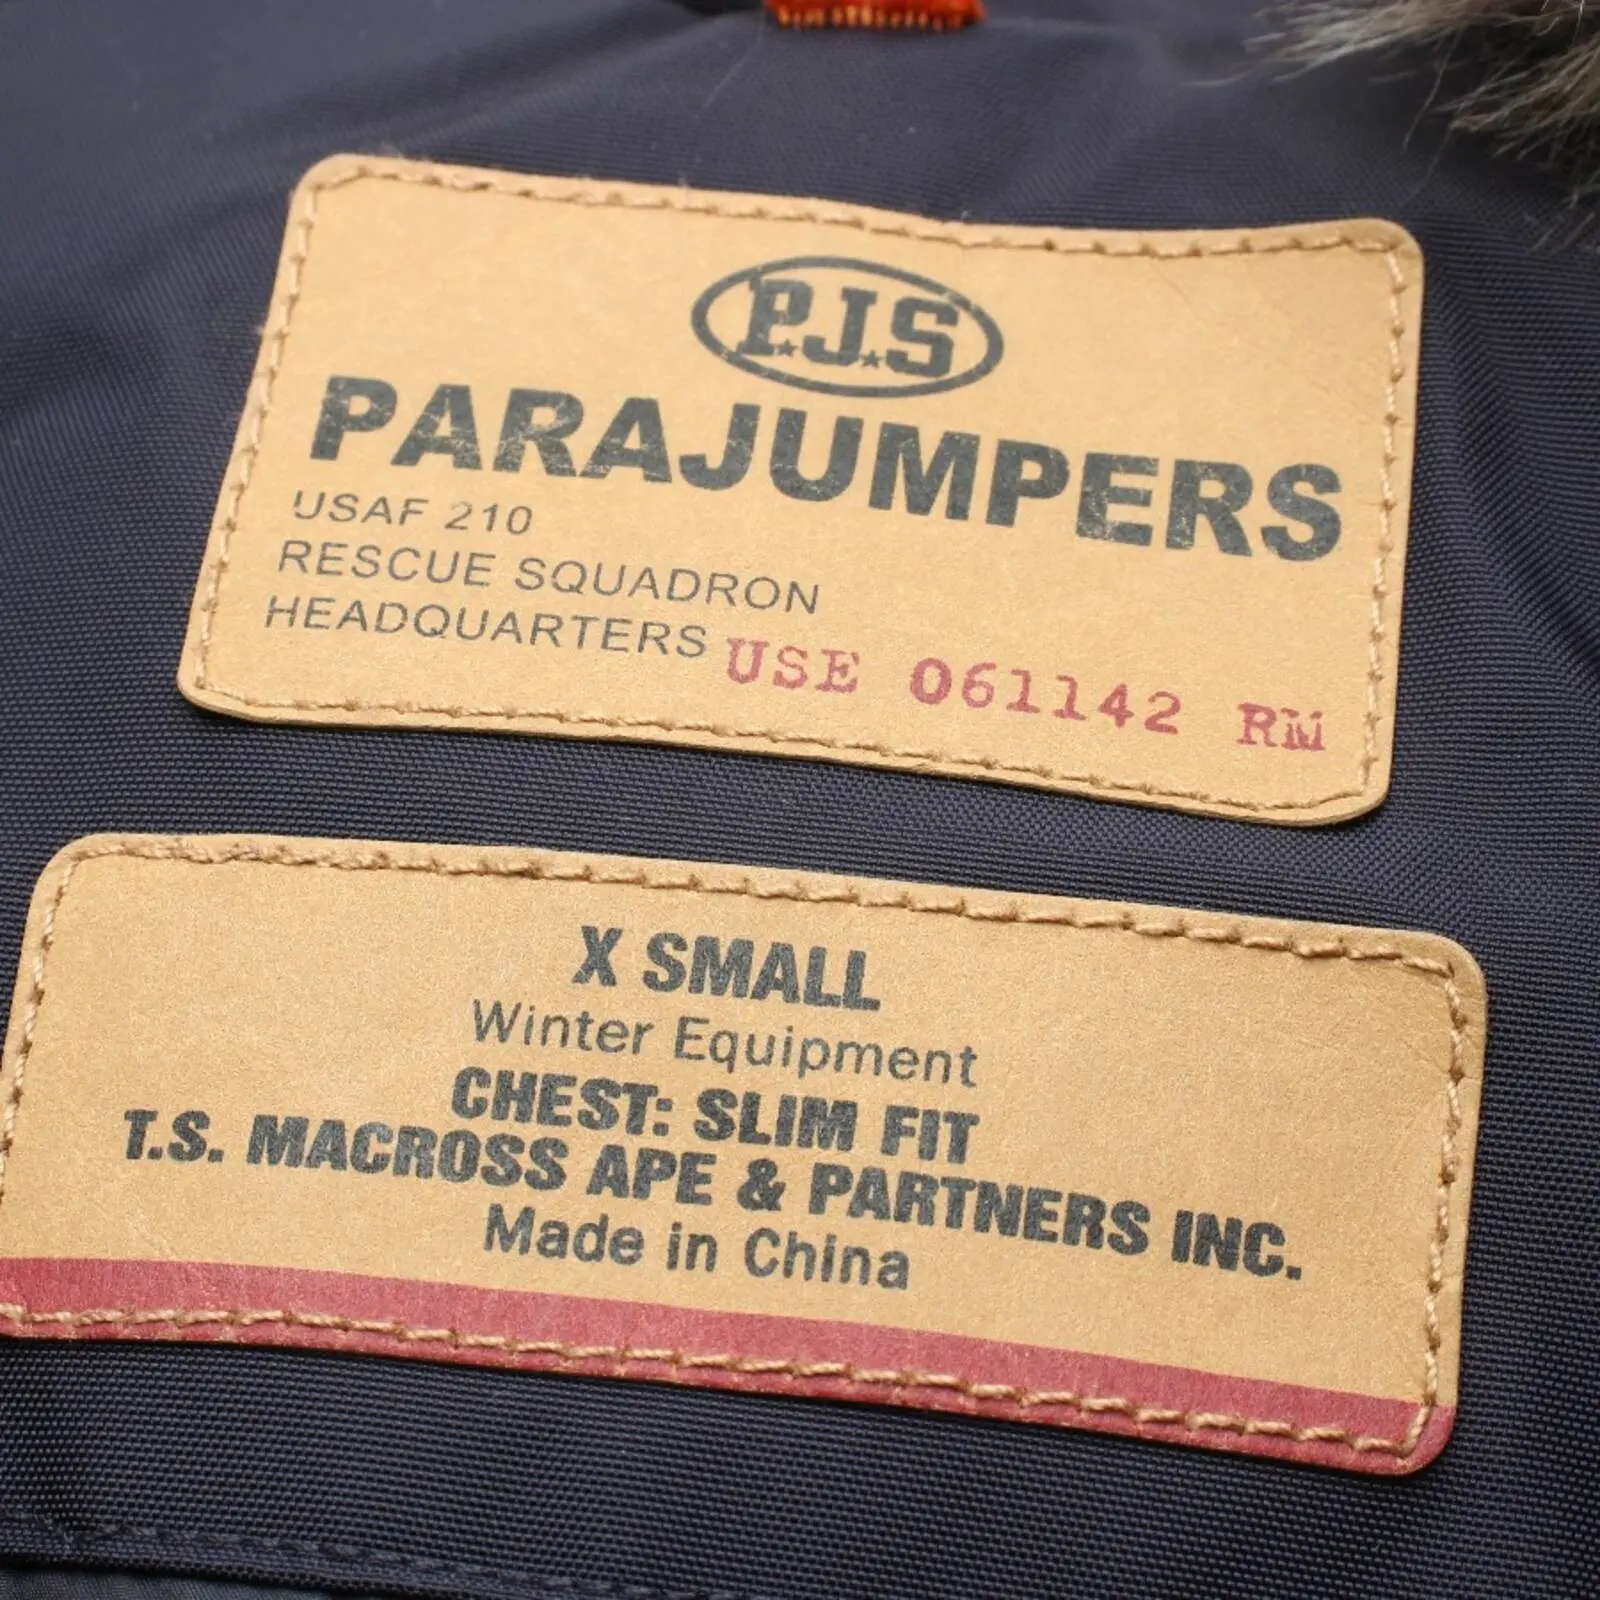 P.J.S
PARAJUMPERS
USAF 210
RESCUE SQUADRON
HEADQUARTERS USE 061142 RM
X SMALL
Winter Equipment
CHEST: SLIM FIT
T.S. MACROSS APE & PARTNERS INC.
Made in China